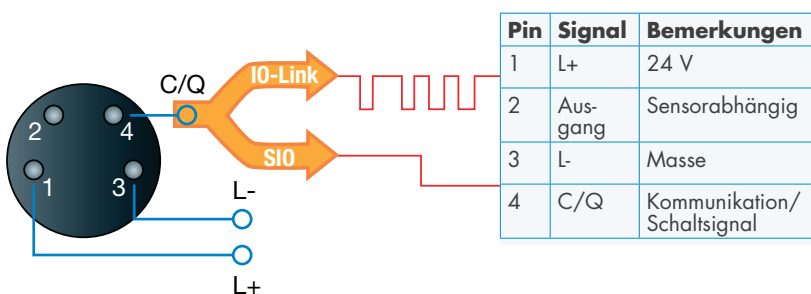 C/Q
IO-Link
SIO
2
4
1
3
L-
L+
Pin Signal Bemerkungen
1 L+ 24 V
2 Aus-
gang Sensorabhängig
3 L- Masse
4 C/Q Kommunikation/
Schaltsignal